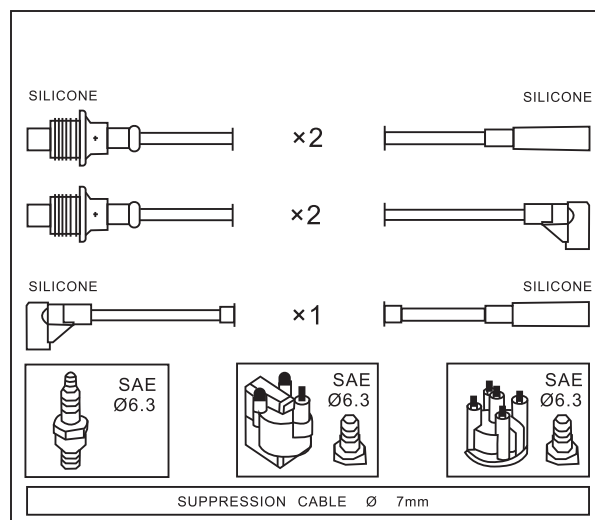 SILICONE SILICONE
×2
×2
SILICONE SILICONE
×1
SAE
Ø6.3
SAE
Ø6.3
SAE
Ø6.3
SUPPRESSION CABLE Ø 7mm